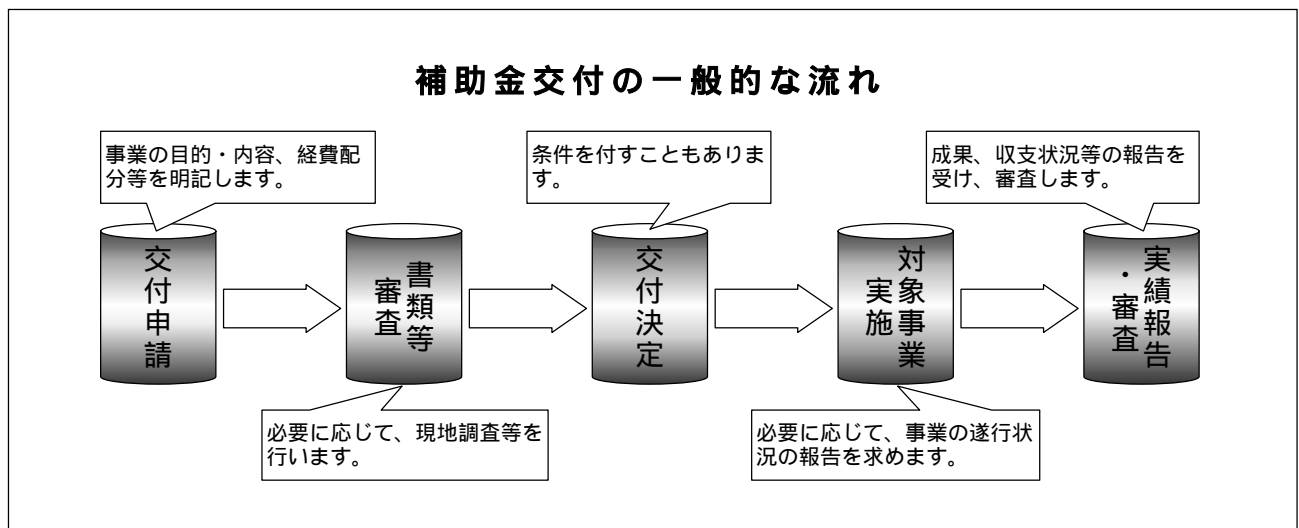 補助金交付の一般的な流れ
事業の目的・内容、経費配
分等を明記します。
条件を付すこともありま
す。
成果、収支状況等の報告を
受け、審査します。
交付申請
書類等
審査
交付決定
対象事業
実施
実績報告
・審査
必要に応じて、現地調査等を
行います。
必要に応じて、事業の遂行状
況の報告を求めます。